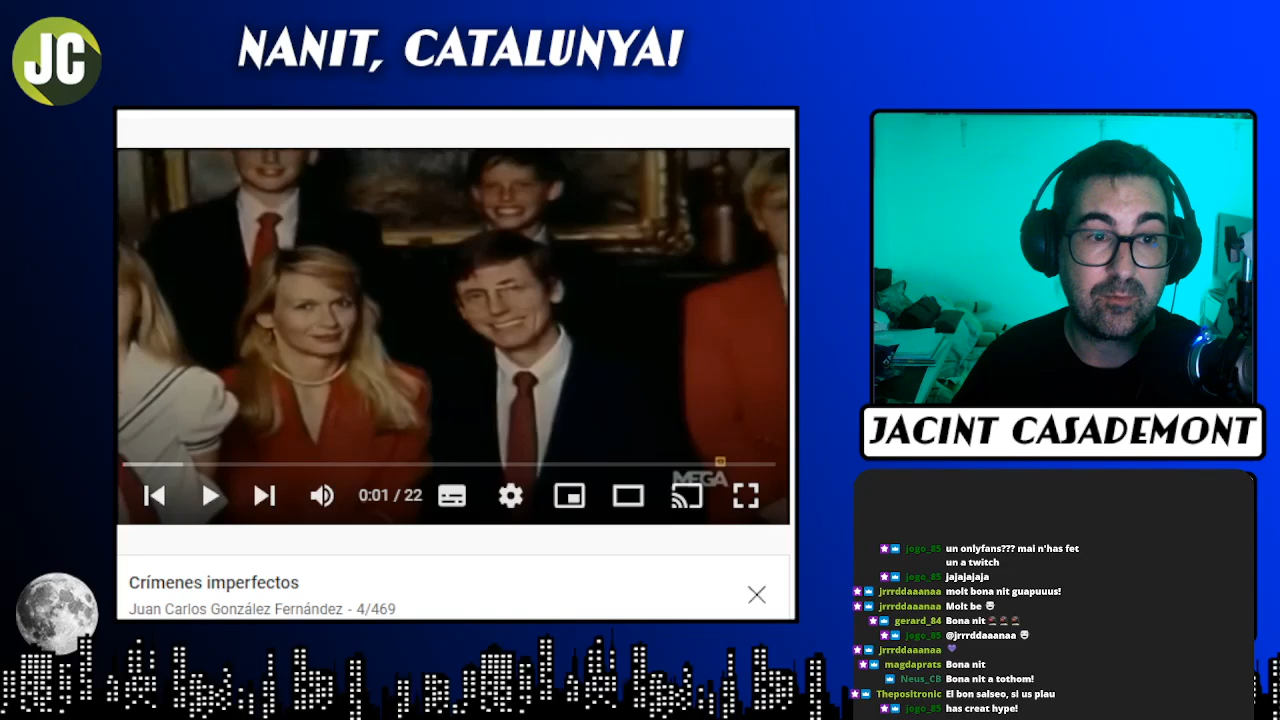 JC
NANIT, CATALUNYA!
MEGA
0:01 / 22
Crímenes imperfectos
Juan Carlos González Fernández - 4/469
JACINT CASADEMONT
jogo_85 un onlyfans??? mai n'has fet
un a twitch
jogo_85 jajajajaja
jrrrddaaanaa molt bona nit guapuuus!
jrrrddaaanaa Molt be
gerard_84 Bona nit
jogo_85 @jrrrddaaanaa
jrrrddaaanaa
magdaprats Bona nit
Neus_CB Bona nit a tothom!
Thepositronic El bon salseo, si us plau
jogo_85 has creat hype!